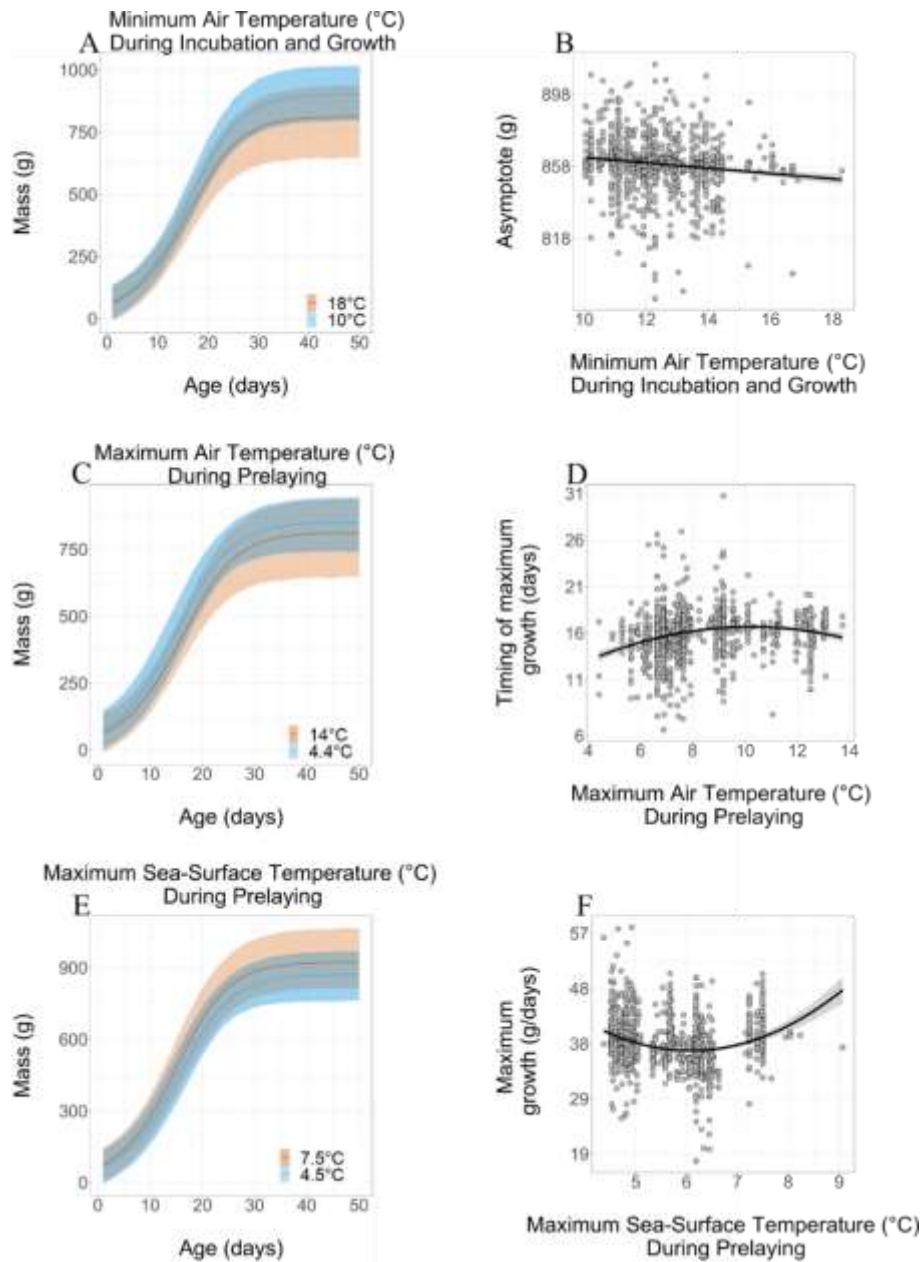 Minimum Air Temperature (°C)
A During Incubation and Growth
1000
750
500
250
0
Mass (g)
18°C
10°C
0 10 20 30 40 50
Age (days)
B
898
858
818
Asymptote (g)
10 12 14 16 18
Minimum Air Temperature (°C)
During Incubation and Growth
Maximum Air Temperature (°C)
C During Prelaying
750
500
250
0
Mass (g)
14°C
4.4°C
0 10 20 30 40 50
Age (days)
D
31
26
21
16
11
6
Timing of maximum
growth (days)
4 6 8 10 12 14
Maximum Air Temperature (°C)
During Prelaying
Maximum Sea-Surface Temperature (°C)
E During Prelaying
900
600
300
0
Mass (g)
7.5°C
4.5°C
0 10 20 30 40 50
Age (days)
F
57
48
38
29
19
Maximum
growth (g/days)
5 6 7 8 9
Maximum Sea-Surface Temperature (°C)
During Prelaying